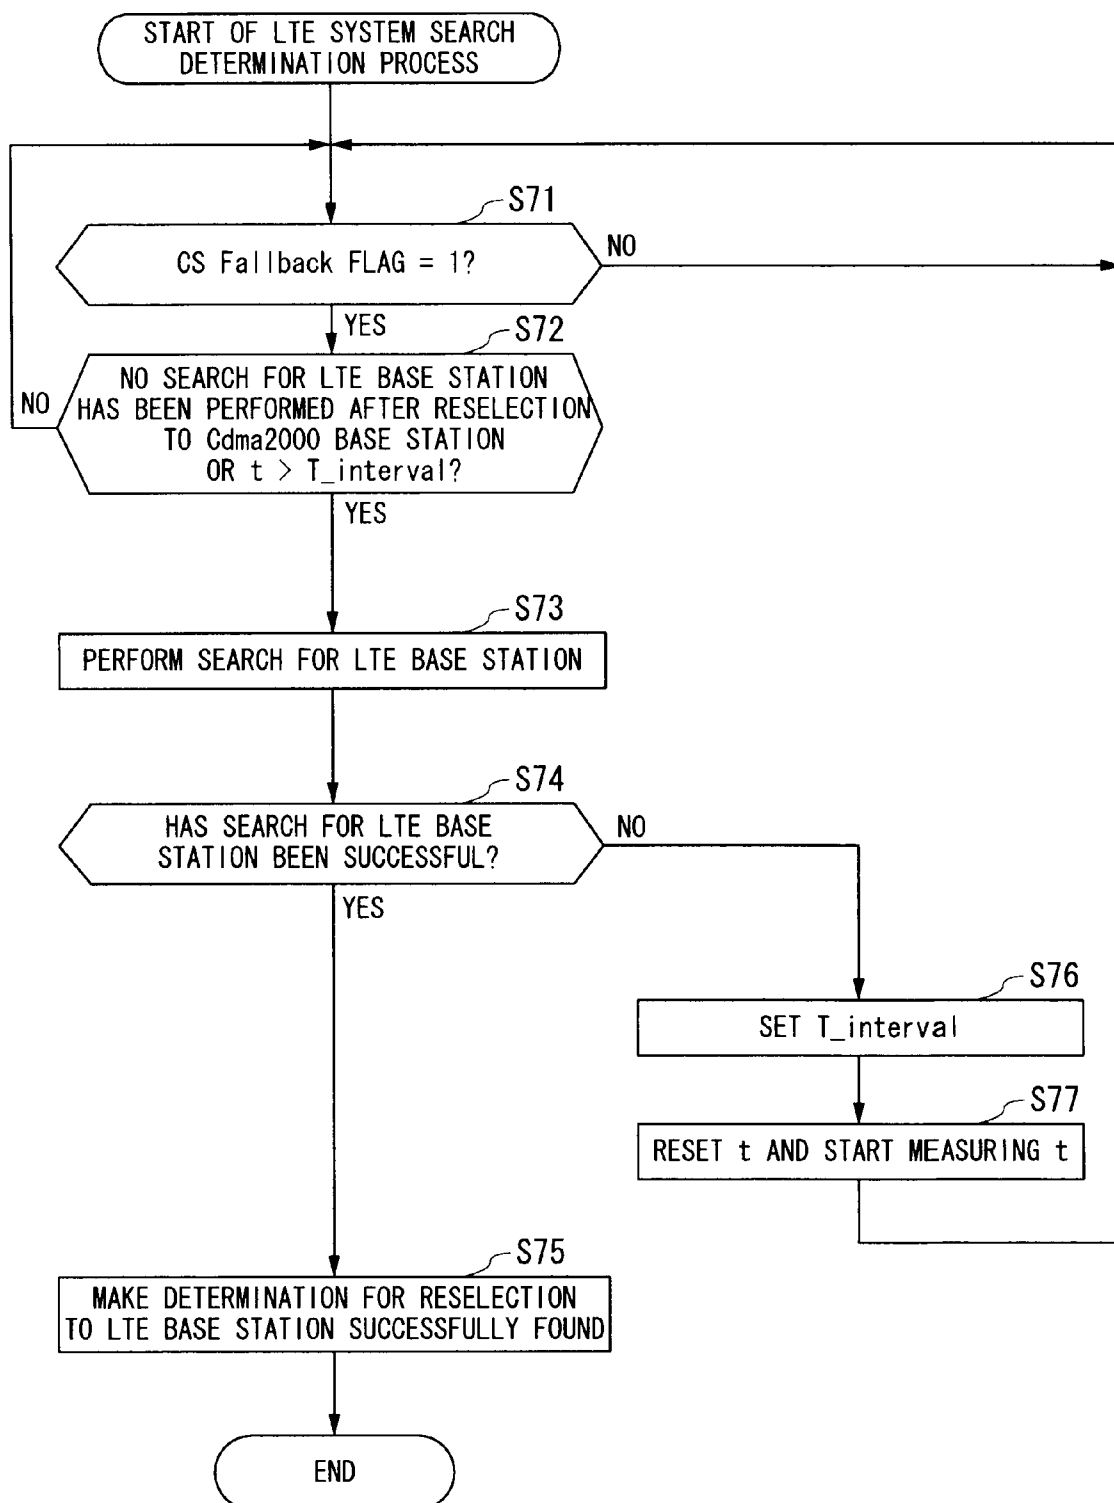 START OF LTE SYSTEM SEARCH
DETERMINATION PROCESS
S71
CS Fallback FLAG = 1?
NO
YES
S72
NO SEARCH FOR LTE BASE STATION
HAS BEEN PERFORMED AFTER RESELECTION
TO Cdma2000 BASE STATION
OR t > T_interval?
NO
YES
S73
PERFORM SEARCH FOR LTE BASE STATION
S74
HAS SEARCH FOR LTE BASE
STATION BEEN SUCCESSFUL?
NO
YES
S76
SET T_interval
S77
RESET t AND START MEASURING t
S75
MAKE DETERMINATION FOR RESELECTION
TO LTE BASE STATION SUCCESSFULLY FOUND
END